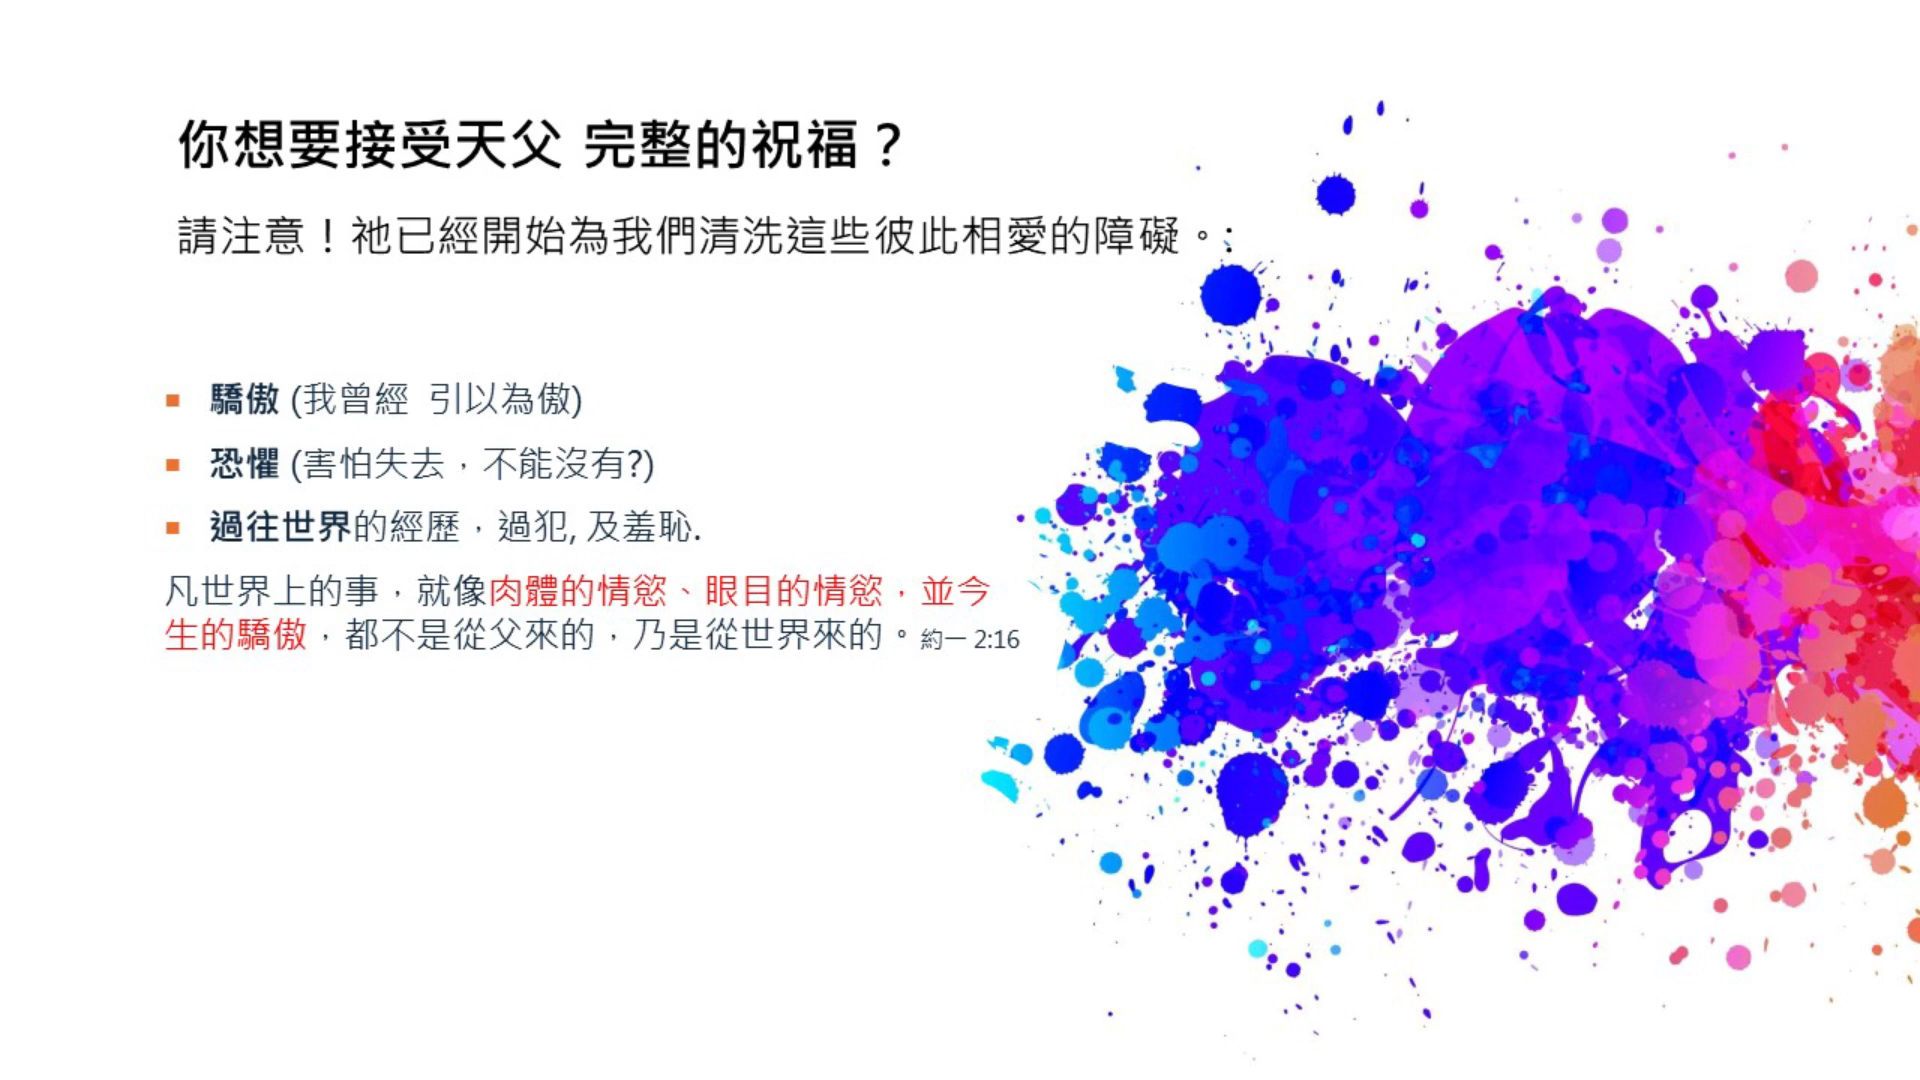 你想要接受天父 完整的祝福？
請注意！祂已經開始為我們清洗這些彼此相愛的障礙。:
▪ 驕傲 (我曾經 引以為傲)
▪ 恐懼 (害怕失去，不能沒有?)
▪ 過往世界的經歷，過犯, 及羞恥.
凡世界上的事，就像肉體的情慾、眼目的情慾，並今
生的驕傲，都不是從父來的，乃是從世界來的。約一 2:16